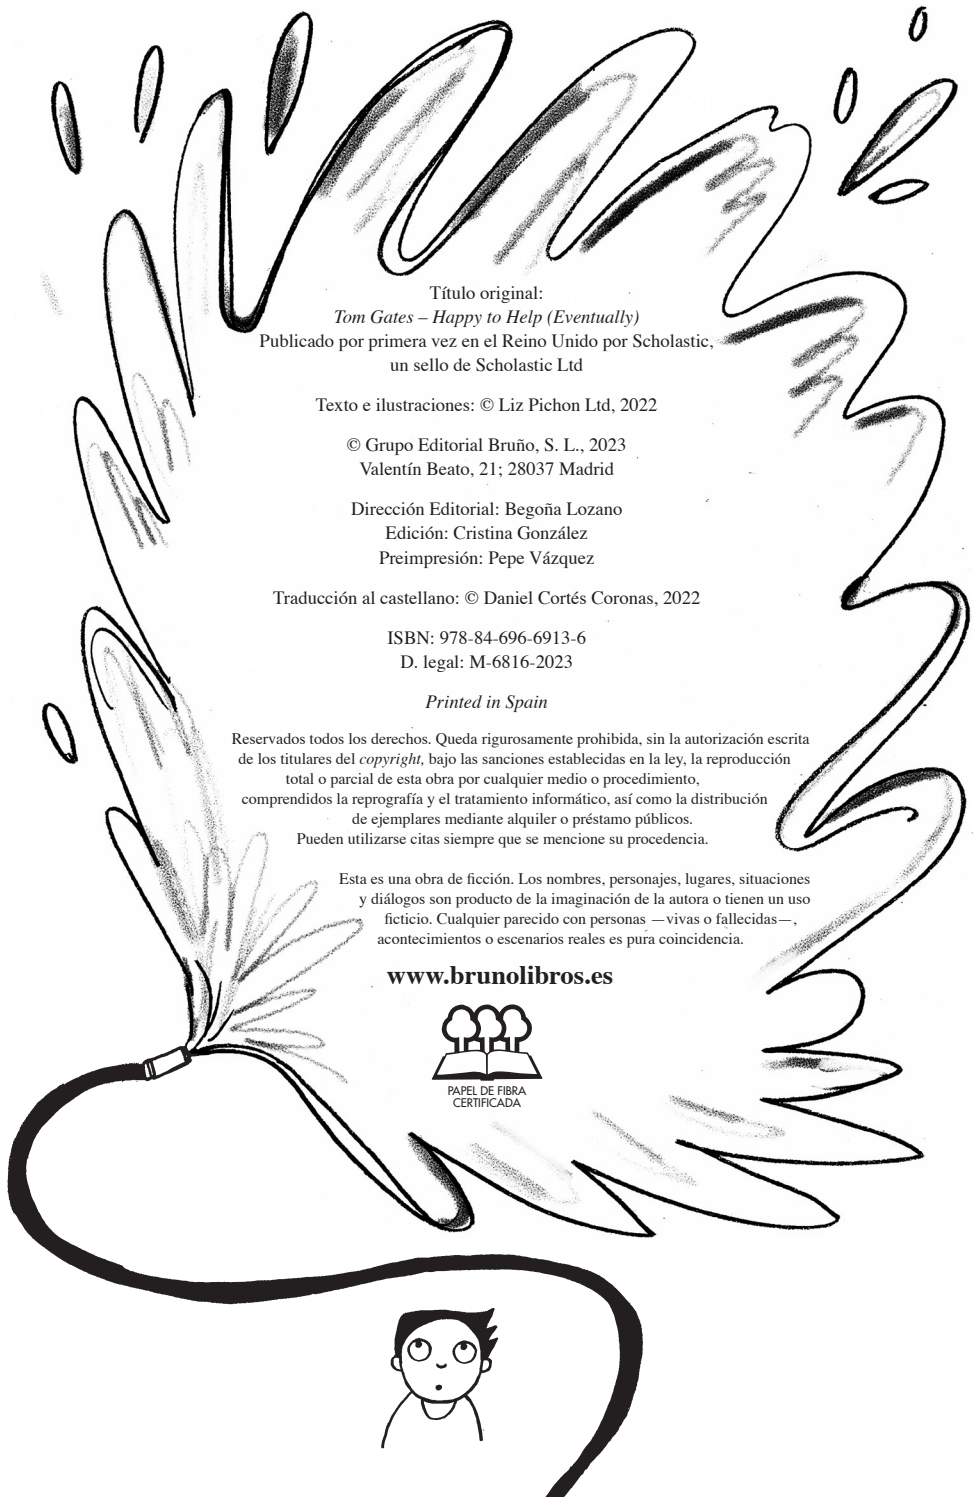 Título original:
Tom Gates – Happy to Help (Eventually)
Publicado por primera vez en el Reino Unido por Scholastic,
un sello de Scholastic Ltd
Texto e ilustraciones: © Liz Pichon Ltd, 2022
© Grupo Editorial Bruño, S. L., 2023
Valentín Beato, 21; 28037 Madrid
Dirección Editorial: Begoña Lozano
Edición: Cristina González
Preimpresión: Pepe Vázquez
Traducción al castellano: © Daniel Cortés Coronas, 2022
ISBN: 978-84-696-6913-6
D. legal: M-6816-2023
Printed in Spain
Reservados todos los derechos. Queda rigurosamente prohibida, sin la autorización escrita
de los titulares del copyright, bajo las sanciones establecidas en la ley, la reproducción
total o parcial de esta obra por cualquier medio o procedimiento,
comprendidos la reprografía y el tratamiento informático, así como la distribución
de ejemplares mediante alquiler o préstamo públicos.
Pueden utilizarse citas siempre que se mencione su procedencia.
Esta es una obra de ficción. Los nombres, personajes, lugares, situaciones
y diálogos son producto de la imaginación de la autora o tienen un uso
ficticio. Cualquier parecido con personas —vivas o fallecidas—,
acontecimientos o escenarios reales es pura coincidencia.
www.brunolibros.es
PAPEL DE FIBRA
CERTIFICADA